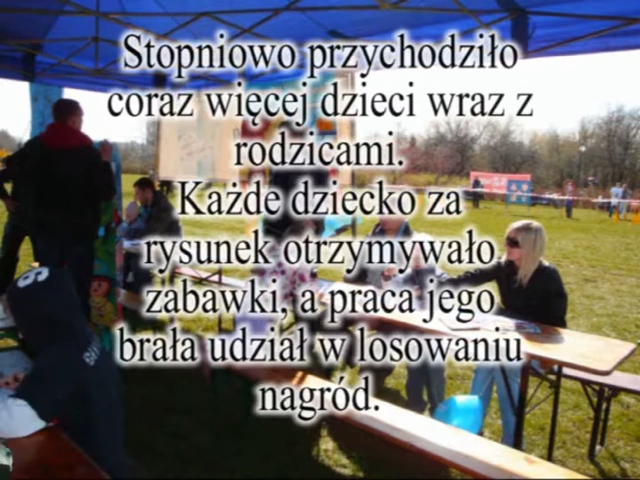 Stopniowo przychodziło
coraz więcej dzieci wraz z
rodzicami.
Każde dziecko za
rysunek otrzymywało
zabawki, a praca jego
brała udział w losowaniu
nagród.